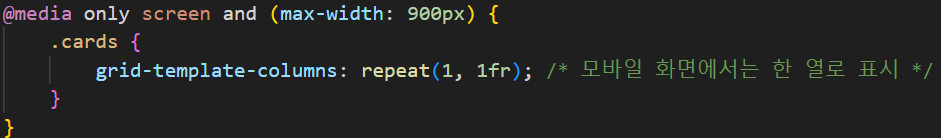 @media only screen and (max-width: 900px) {
    .cards {
        grid-template-columns: repeat(1, 1fr); /* 모바일 화면에서는 한 열로 표시 */
    }
}